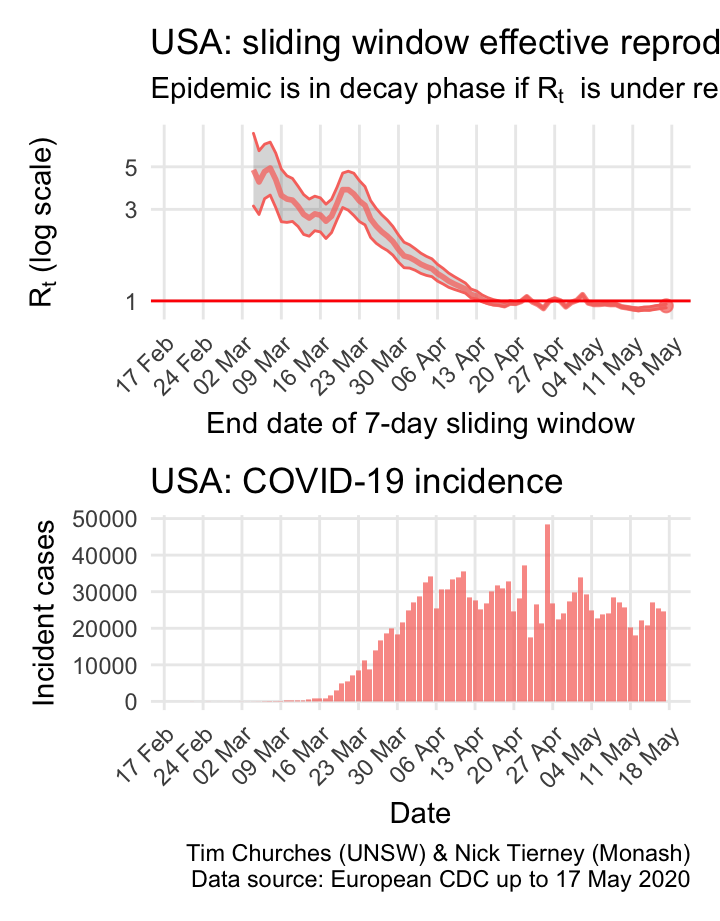 USA: sliding window effective reprod
Epidemic is in decay phase if Rt is under re
Rt (log scale)
5
3
1
17 Feb
24 Feb
02 Mar
09 Mar
16 Mar
23 Mar
30 Mar
06 Apr
13 Apr
20 Apr
27 Apr
04 May
11 May
18 May
End date of 7-day sliding window
USA: COVID-19 incidence
Incident cases
50000
40000
30000
20000
10000
0
17 Feb
24 Feb
02 Mar
09 Mar
16 Mar
23 Mar
30 Mar
06 Apr
13 Apr
20 Apr
27 Apr
04 May
11 May
18 May
Date
Tim Churches (UNSW) & Nick Tierney (Monash)
Data source: European CDC up to 17 May 2020